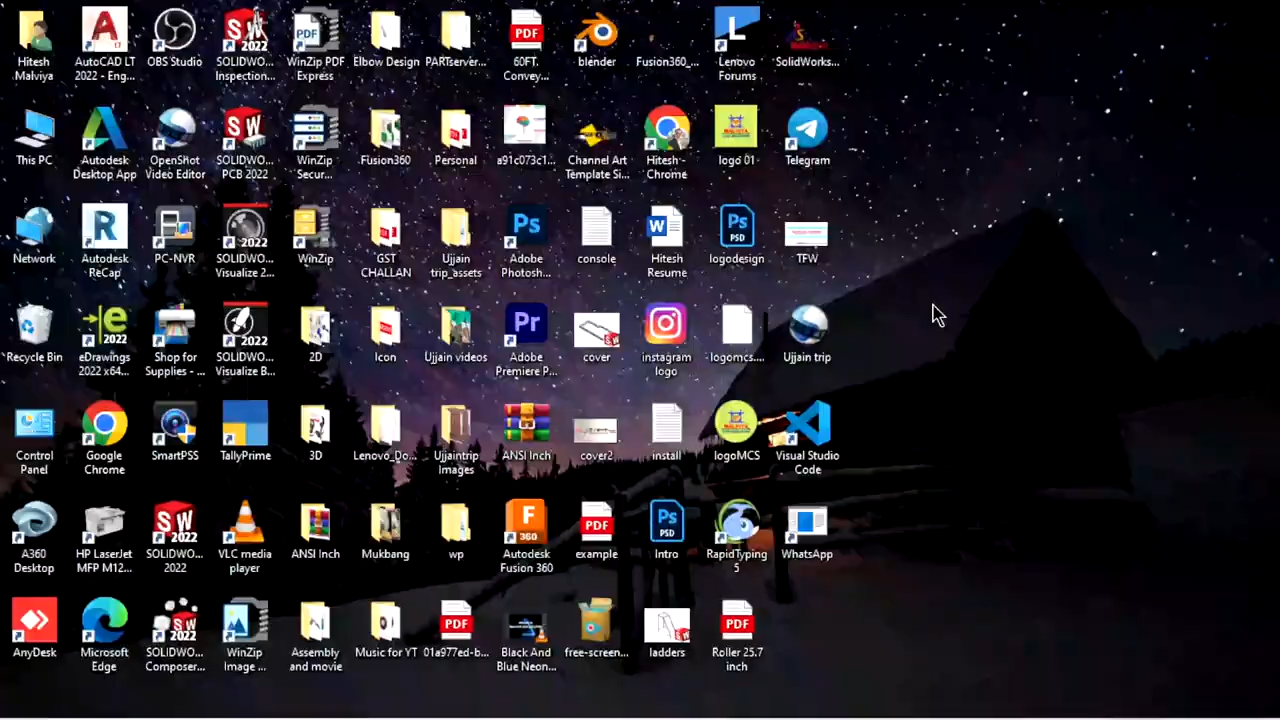 Hitesh
Malviya
AutoCAD LT
2022 - Eng...
OBS Studio
SOLIDWO...
Inspection...
WinZip PDF
Express
Elbow Design
PARTserver...
60FT.
Convey...
blender
Fusion360_...
Lenovo
Forums
SolidWorks...
This PC
Autodesk
Desktop App
OpenShot
Video Editor
SOLIDWO...
PCB 2022
WinZip
Secur...
Fusion360
Personal
a91c073c1...
Channel Art
Template Si...
Hitesh -
Chrome
logo 01
Telegram
Network
Autodesk
ReCap
PC-NVR
SOLIDWO...
Visualize 2...
WinZip
GST
CHALLAN
Ujjain
trip_assets
Adobe
Photosh...
console
Hitesh
Resume
logodesign
TFW
Recycle Bin
eDrawings
2022 x64...
Shop for
Supplies - ...
SOLIDWO...
Visualize B...
2D
Icon
Ujjain videos
Adobe
Premiere P...
cover
instagram
logo
logomcs....
Ujjain trip
Control
Panel
Google
Chrome
SmartPSS
TallyPrime
3D
Lenovo_Do...
Ujjaintrip
Images
ANSI Inch
cover2
install
logoMCS
Visual Studio
Code
A360
Desktop
HP LaserJet
MFP M12...
SOLIDWO...
2022
VLC media
player
ANSI Inch
Mukbang
wp
Autodesk
Fusion 360
example
Intro
RapidTyping
5
WhatsApp
AnyDesk
Microsoft
Edge
SOLIDWO...
Composer...
WinZip
Image ...
Assembly
and movie
Music for YT
01a977ed-b...
Black And
Blue Neon...
free-screen...
ladders
Roller 25.7
inch